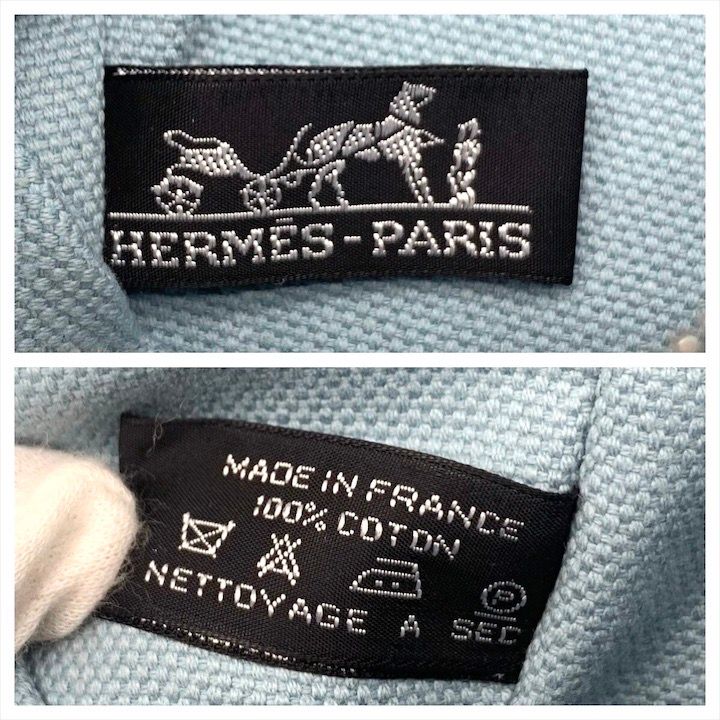 HERMÈS-PARIS
MADE IN FRANCE
100% COTON
P
NETTOYAGE A SEC